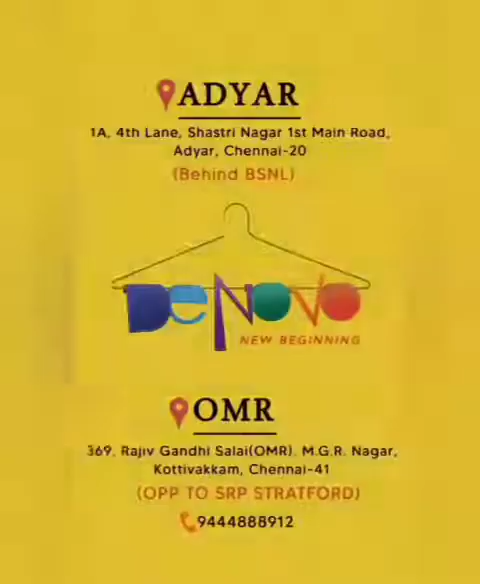 ADYAR
1A, 4th Lane, Shastri Nagar 1st Main Road,
Adyar, Chennai-20
(Behind BSNL)
DeNovo
NEW BEGINNING
OMR
369, Rajiv Gandhi Salai(OMR). M.G.R. Nagar,
Kottivakkam, Chennai-41
(OPP TO SRP STRATFORD)
9444888912